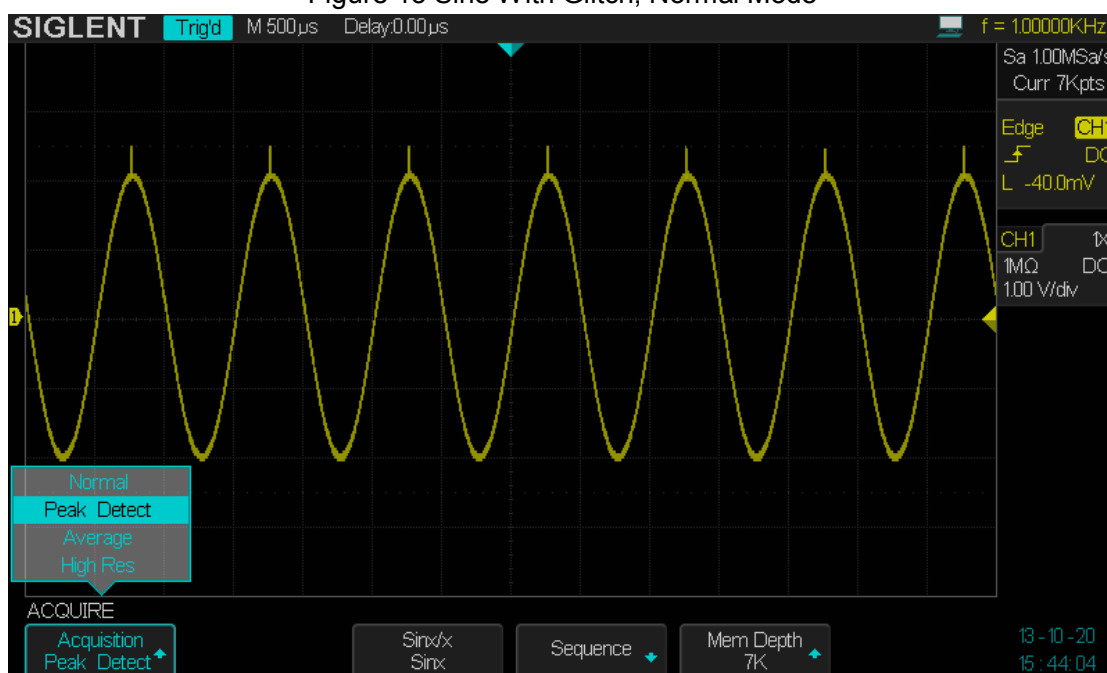 Figure 15 Sine With Glitch, Normal Mode
SIGLENT Trig'd M 500µs Delay:0.00µs f = 1.00000KHz
Sa 1.00MSa/s
Curr 7Kpts
Edge CH1
DC
L -40.0mV
CH1 1X
1MΩ DC
1.00 V/div
1
Normal
Peak Detect
Average
High Res
ACQUIRE
Acquisition
Peak Detect
Sinx/x
Sinx
Sequence
Mem Depth
7K
13-10-20
15:44:04